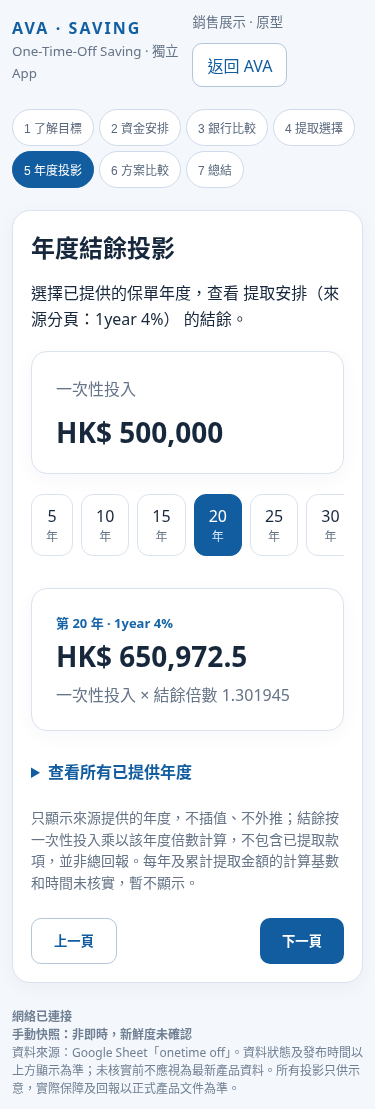 AVA · SAVING
One-Time-Off Saving · 獨立
App
銷售展示 · 原型
返回 AVA
1 了解目標
2 資金安排
3 銀行比較
4 提取選擇
5 年度投影
6 方案比較
7 總結
年度結餘投影
選擇已提供的保單年度，查看 提取安排（來
源分頁：1year 4%） 的結餘。
一次性投入
HK$ 500,000
5
年
10
年
15
年
20
年
25
年
30
年
第 20 年 · 1year 4%
HK$ 650,972.5
一次性投入 × 結餘倍數 1.301945
▶ 查看所有已提供年度
只顯示來源提供的年度，不插值、不外推；結餘按
一次性投入乘以該年度倍數計算，不包含已提取款
項，並非總回報。每年及累計提取金額的計算基數
和時間未核實，暫不顯示。
上一頁
下一頁
網絡已連接
手動快照：非即時，新鮮度未確認
資料來源：Google Sheet「onetime off」。資料狀態及發布時間以
上方顯示為準；未核實前不應視為最新產品資料。所有投影只供示
意，實際保障及回報以正式產品文件為準。